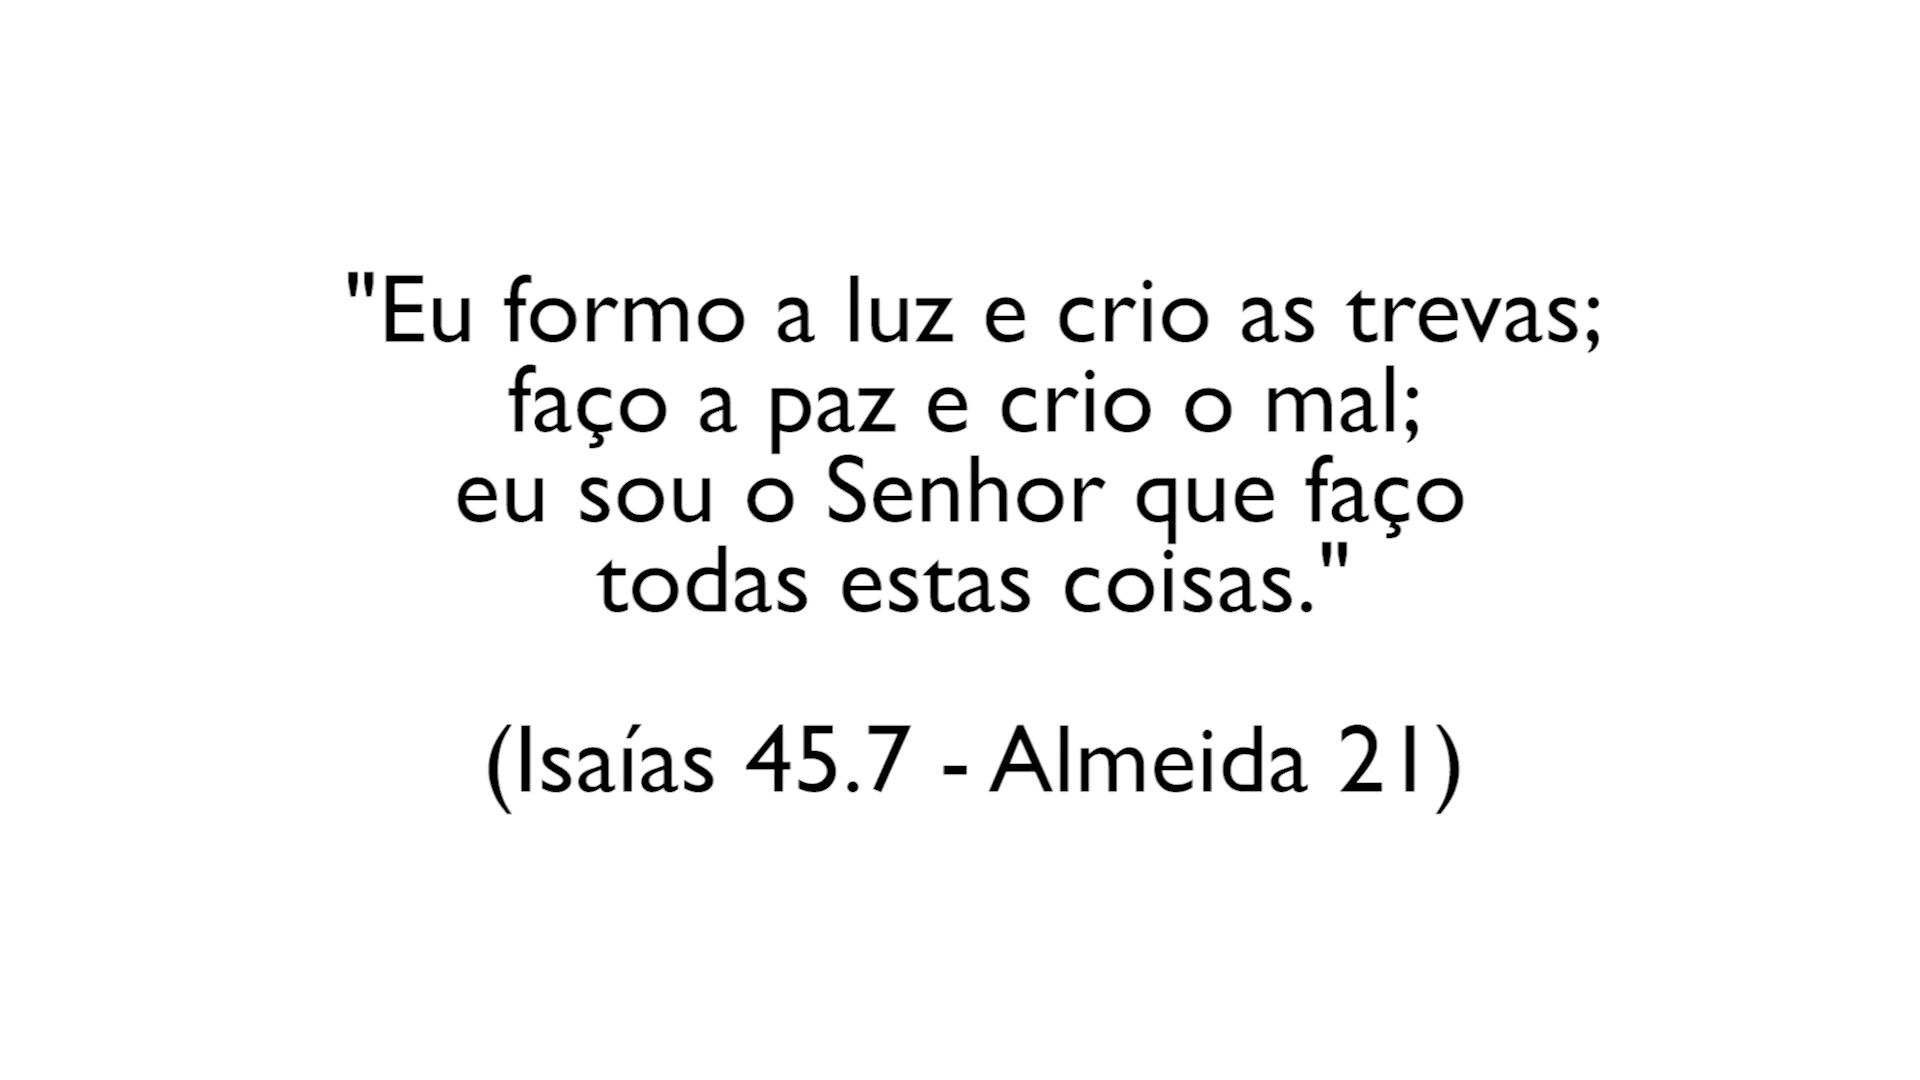 "Eu formo a luz e crio as trevas;
faço a paz e crio o mal;
eu sou o Senhor que faço
todas estas coisas."
(Isaías 45.7 - Almeida 21)